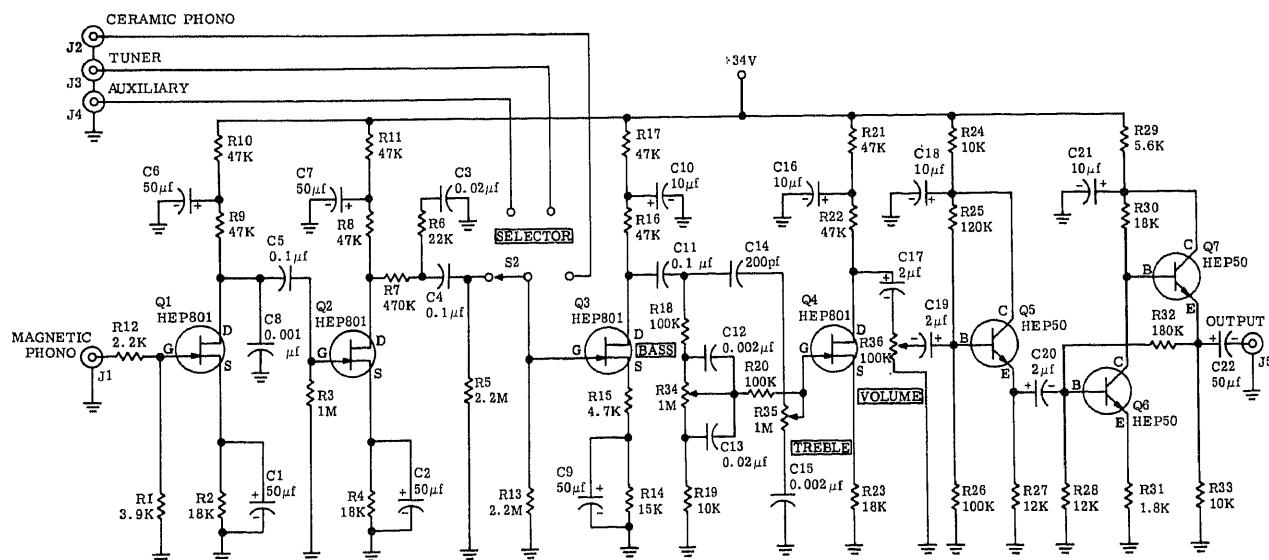 CERAMIC PHONO
J2
TUNER
J3
AUXILIARY
J4
+34V
R10
47K
R11
47K
R17
47K
R21
47K
R24
10K
R29
5.6K
C6
50μf
C7
50μf
C3
0.02μf
C10
10μf
C16
10μf
C18
10μf
C21
10μf
R9
47K
R8
47K
R6
22K
SELECTOR
R16
47K
R22
47K
R25
120K
R30
18K
C5
0.1μf
C11
0.1 μf
C14
200pf
C17
2μf
Q7
HEP50
C
B
E
S2
R7
470K
C4
0.1μf
Q1
HEP801
D
G
S
C8
0.001
μf
Q2
HEP801
D
G
S
Q3
HEP801
D
G
S
R18
100K
BASS
C12
0.002μf
Q4
HEP801
D
G
S
R36
100K
VOLUME
C19
2μf
Q5
HEP50
C
B
E
R32
180K
OUTPUT
C22
50μf
J5
MAGNETIC
PHONO
J1
R12
2.2K
R3
1M
R5
2.2M
R15
4.7K
R34
1M
R20
100K
R35
1M
TREBLE
C20
2μf
Q6
HEP50
C
B
E
C13
0.02μf
C15
0.002μf
R1
3.9K
R2
18K
C1
50μf
R4
18K
C2
50μf
R13
2.2M
C9
50μf
R14
15K
R19
10K
R23
18K
R26
100K
R27
12K
R28
12K
R31
1.8K
R33
10K